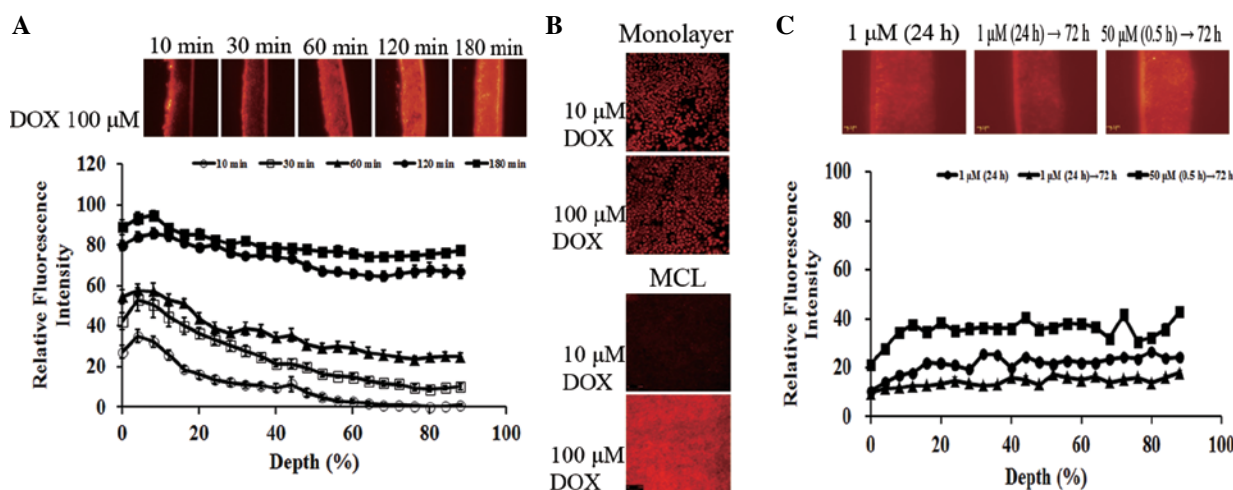 A
10 min 30 min 60 min 120 min 180 min
DOX 100 μM
10 min 30 min 60 min 120 min 180 min
120
100
80
60
40
20
0
Relative Fluorescence
Intensity
0 20 40 60 80 100
Depth (%)
B
Monolayer
10 μM
DOX
100 μM
DOX
MCL
10 μM
DOX
100 μM
DOX
C
1 μM (24 h) 1 μM (24 h)→ 72 h 50 μM (0.5 h)→ 72 h
1 μM (24 h) 1 μM (24 h)→72 h 50 μM (0.5 h)→72 h
100
80
60
40
20
0
Relative Fluorescence
Intensity
0 20 40 60 80 100
Depth (%)